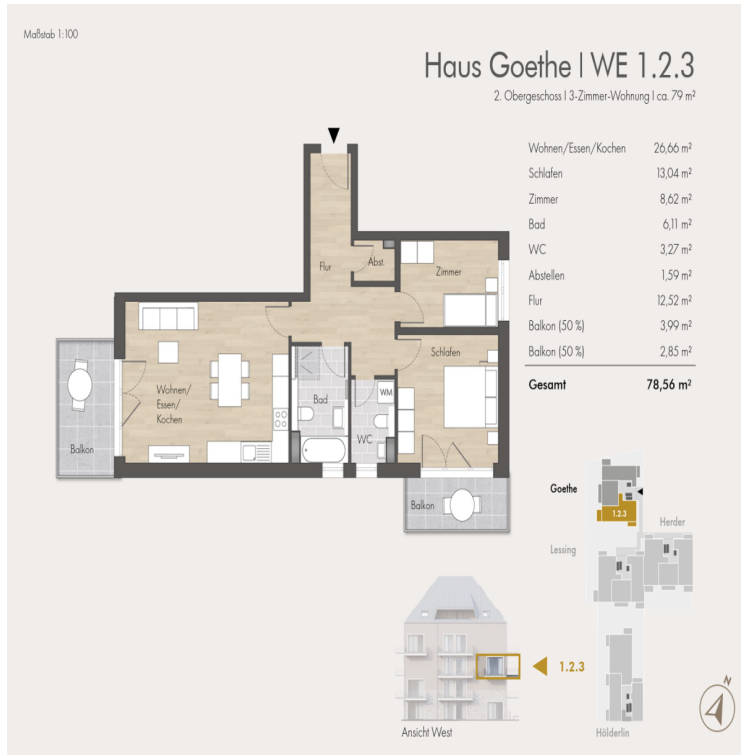 Maßstab 1:100
Haus Goethe I WE 1.2.3
2. Obergeschoss I 3-Zimmer-Wohnung I ca. 79 m²
Wohnen/Essen/Kochen 26,66 m²
Schlafen 13,04 m²
Zimmer 8,62 m²
Bad 6,11 m²
WC 3,27 m²
Abstellen 1,59 m²
Flur 12,52 m²
Balkon (50 %) 3,99 m²
Balkon (50 %) 2,85 m²
Gesamt 78,56 m²
Flur
Abst.
Zimmer
Schlafen
Wohnen/
Essen/
Kochen
Bad
WM
WC
Balkon
Balkon
Goethe
1.2.3
Herder
Lessing
1.2.3
Ansicht West
Hölderlin
N